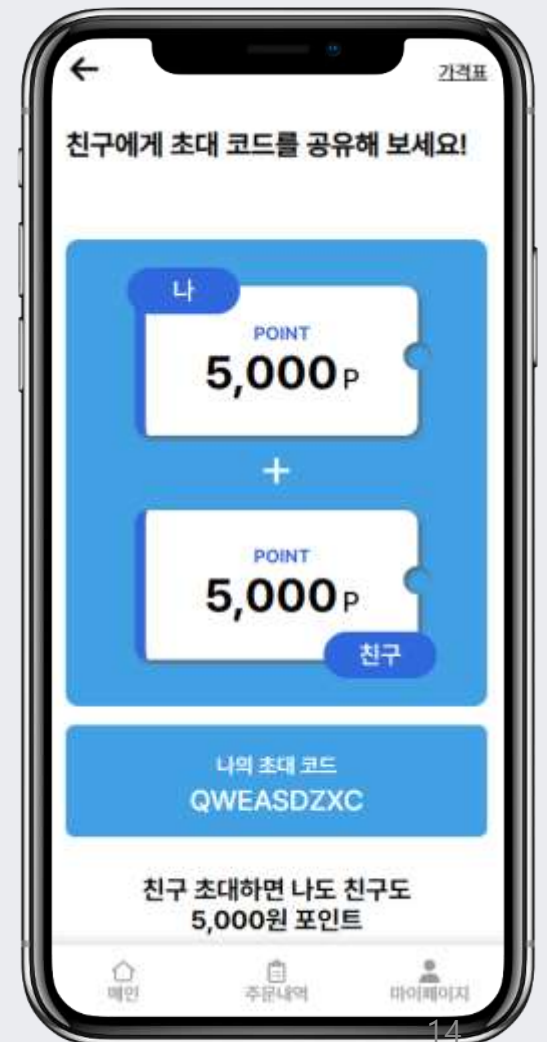 가격표
친구에게 초대 코드를 공유해 보세요!
나
POINT
5,000 P
+
POINT
5,000 P
친구
나의 초대 코드
QWEASDZXC
친구 초대하면 나도 친구도
5,000원 포인트
메인
주문내역
마이페이지
14